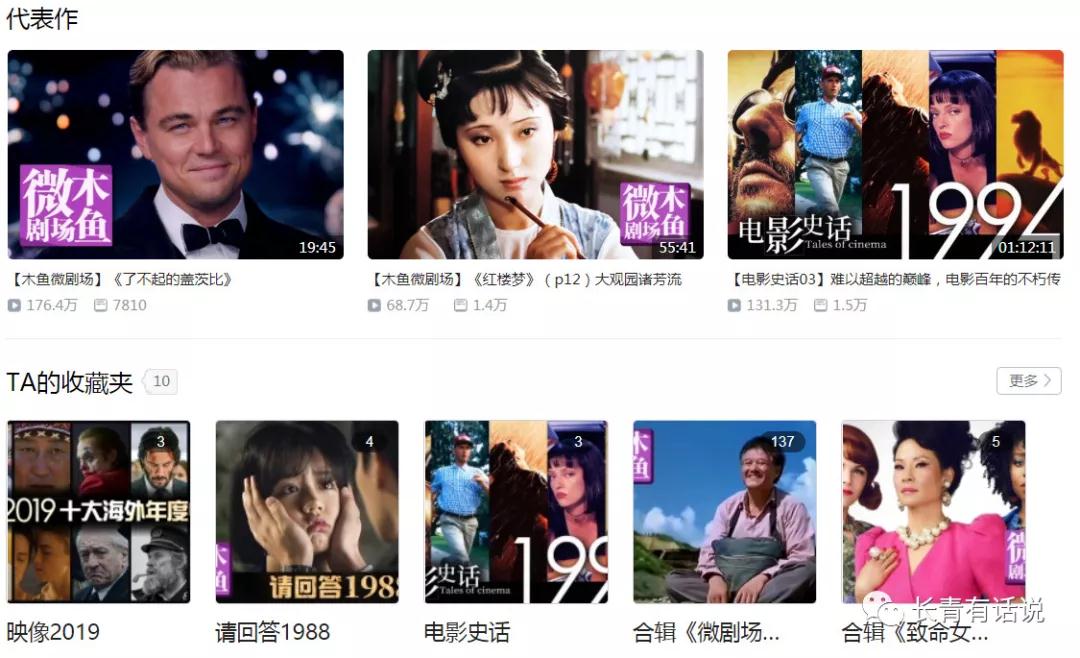 代表作
微木
剧场鱼
19:45
微木
剧场鱼
55:41
电影史话
Tales of cinema
1994
01:12:11
【木鱼微剧场】《了不起的盖茨比》
【木鱼微剧场】《红楼梦》（p12）大观园诸芳流
【电影史话03】难以超越的巅峰，电影百年的不朽传
176.4万
7810
68.7万
1.4万
131.3万
1.5万
TA的收藏夹
10
更多
3
2019十大海外年度
4
木
鱼
请回答1988
3
史话
Tales of cinema
199
137
木
鱼
5
微
剧
长青有话说
映像2019
请回答1988
电影史话
合辑《微剧场...
合辑《致命女...